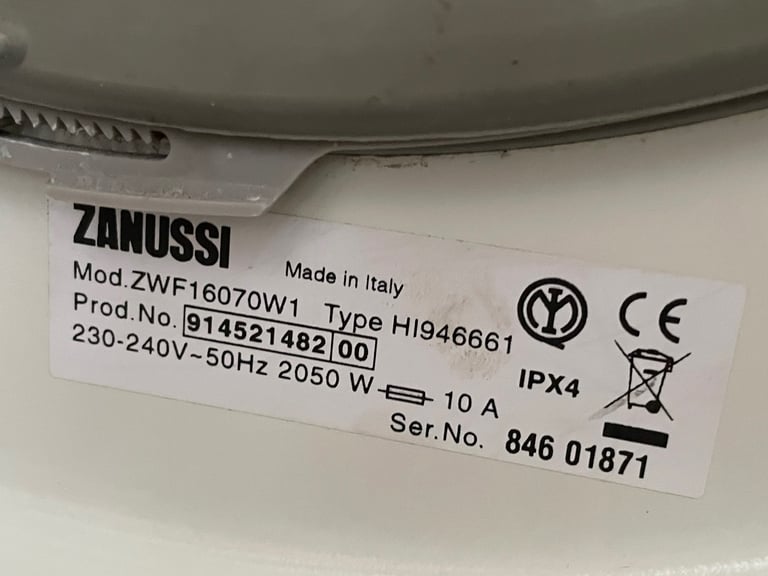 ZANUSSI
Made in Italy
Mod.ZWF16070W1 Type HI946661
Prod.No. 914521482 00
230-240V~50Hz 2050 W 10 A
IPX4
Ser.No. 846 01871
CE